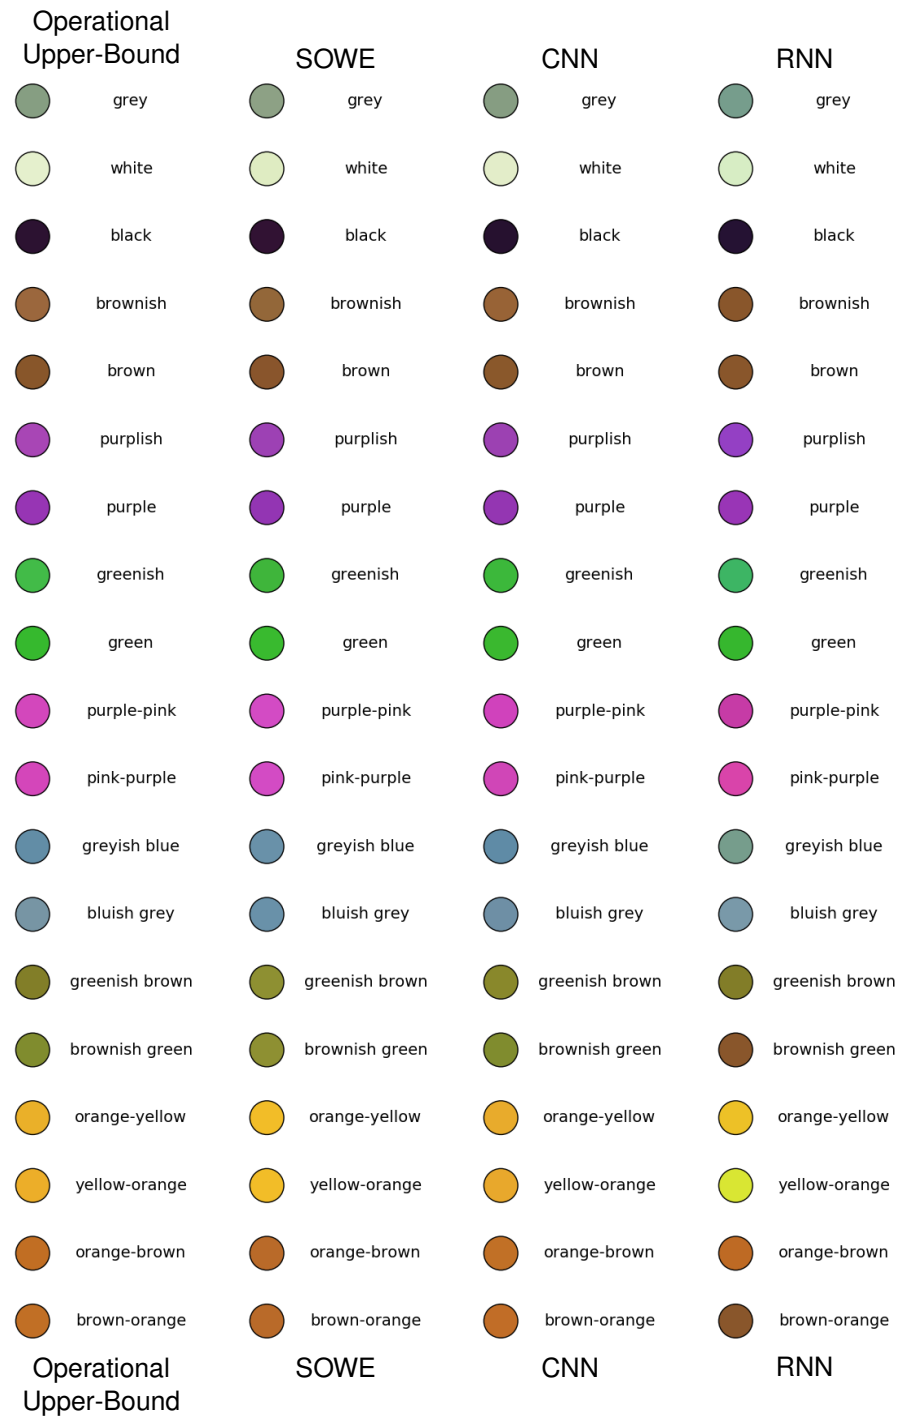 Operational
Upper-Bound SOWE CNN RNN
grey grey grey grey
white white white white
black black black black
brownish brownish brownish brownish
brown brown brown brown
purplish purplish purplish purplish
purple purple purple purple
greenish greenish greenish greenish
green green green green
purple-pink purple-pink purple-pink purple-pink
pink-purple pink-purple pink-purple pink-purple
greyish blue greyish blue greyish blue greyish blue
bluish grey bluish grey bluish grey bluish grey
greenish brown greenish brown greenish brown greenish brown
brownish green brownish green brownish green brownish green
orange-yellow orange-yellow orange-yellow orange-yellow
yellow-orange yellow-orange yellow-orange yellow-orange
orange-brown orange-brown orange-brown orange-brown
brown-orange brown-orange brown-orange brown-orange
Operational SOWE CNN RNN
Upper-Bound